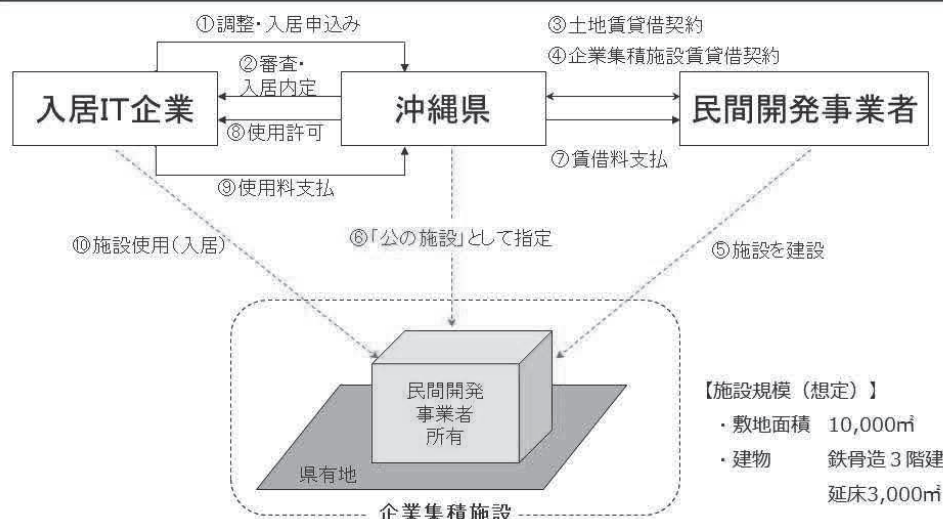 ①調整・入居申込み
③土地賃貸借契約
④企業集積施設賃貸借契約
②審査・
入居内定
入居IT企業
沖縄県
民間開発事業者
⑧使用許可
⑦賃借料支払
⑨使用料支払
⑩施設使用(入居)
⑥「公の施設」として指定
⑤施設を建設
民間開発
事業者
所有
県有地
企業集積施設
【施設規模（想定）】
・敷地面積 10,000㎡
・建物 鉄骨造３階建
延床3,000㎡